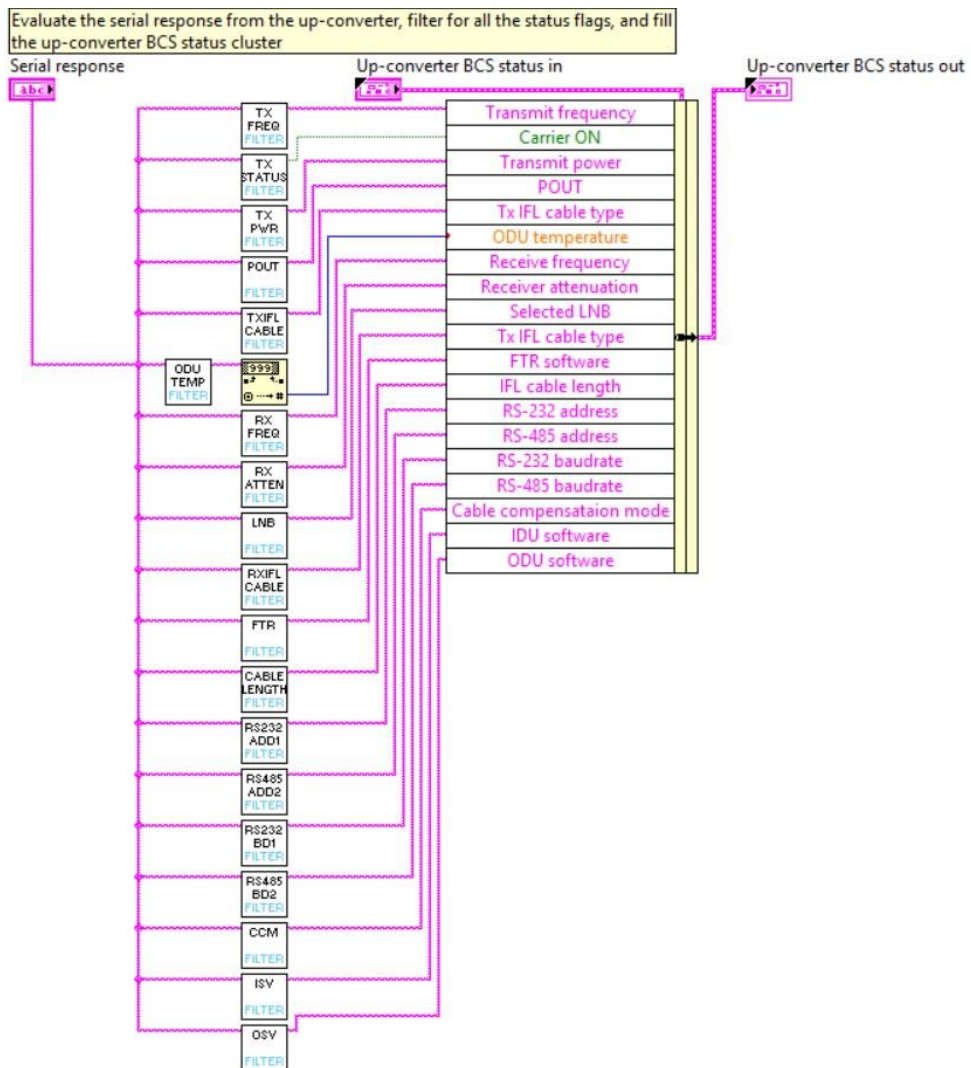 Evaluate the serial response from the up-converter, filter for all the status flags, and fill
the up-converter BCS status cluster
Serial response
Up-converter BCS status in
Up-converter BCS status out
abc
TX
FREQ
FILTER
TX
STATUS
FILTER
TX
PWR
FILTER
POUT
FILTER
TXIFL
CABLE
FILTER
ODU
TEMP
FILTER
999
RX
FREQ
FILTER
RX
ATTEN
FILTER
LNB
FILTER
RXIFL
CABLE
FILTER
FTR
FILTER
CABLE
LENGTH
FILTER
RS232
ADD1
FILTER
RS485
ADD2
FILTER
RS232
BD1
FILTER
RS485
BD2
FILTER
CCM
FILTER
ISV
FILTER
OSV
FILTER
Transmit frequency
Carrier ON
Transmit power
POUT
Tx IFL cable type
ODU temperature
Receive frequency
Receiver attenuation
Selected LNB
Tx IFL cable type
FTR software
IFL cable length
RS-232 address
RS-485 address
RS-232 baudrate
RS-485 baudrate
Cable compensataion mode
IDU software
ODU software